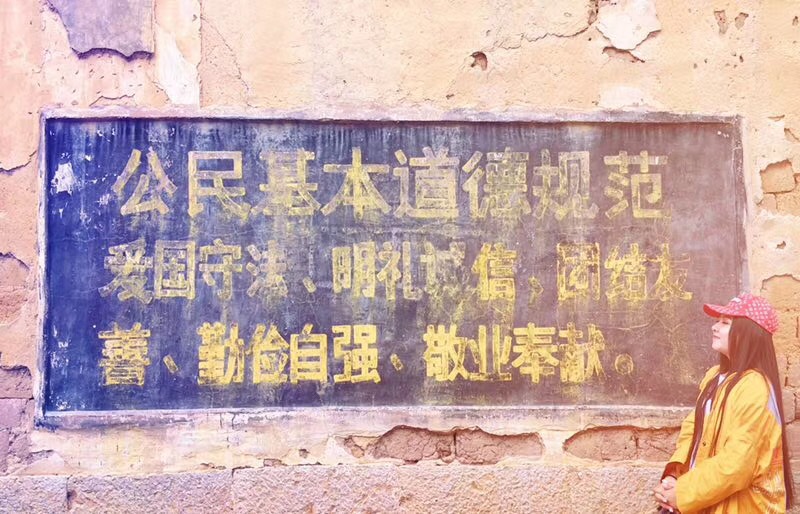 公民基本道德规范
爱国守法、明礼诚信,团结友
善、勤俭自强、敬业奉献。